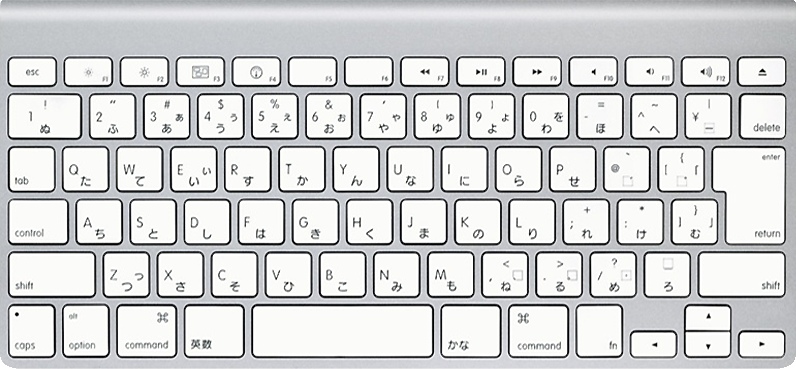 esc F1 F2 F3 F4 F5 F6 F7 F8 F9 F10 F11 F12
! 1 ぬ " 2 ふ # 3 ぁ あ $ 4 ぅ う % 5 ぇ え & 6 ぉ お ' 7 ゃ や ( 8 ゅ ゆ ) 9 ょ よ 0 を わ = - ほ ~ ^ へ | ¥ ー delete
tab Q た W て E ぃ い R す T か Y ん U な I に O ら P せ ` @ ゛ { [ ゜ 「 enter return
control A ち S と D し F は G き H く J ま K の L り + ; れ * : け } ] む 」
shift Z っ つ X さ C そ V ひ B こ N み M も < , ね 、 > . る 。 ? / め ・ _ ろ shift
caps alt option ⌘ command 英数 かな ⌘ command fn